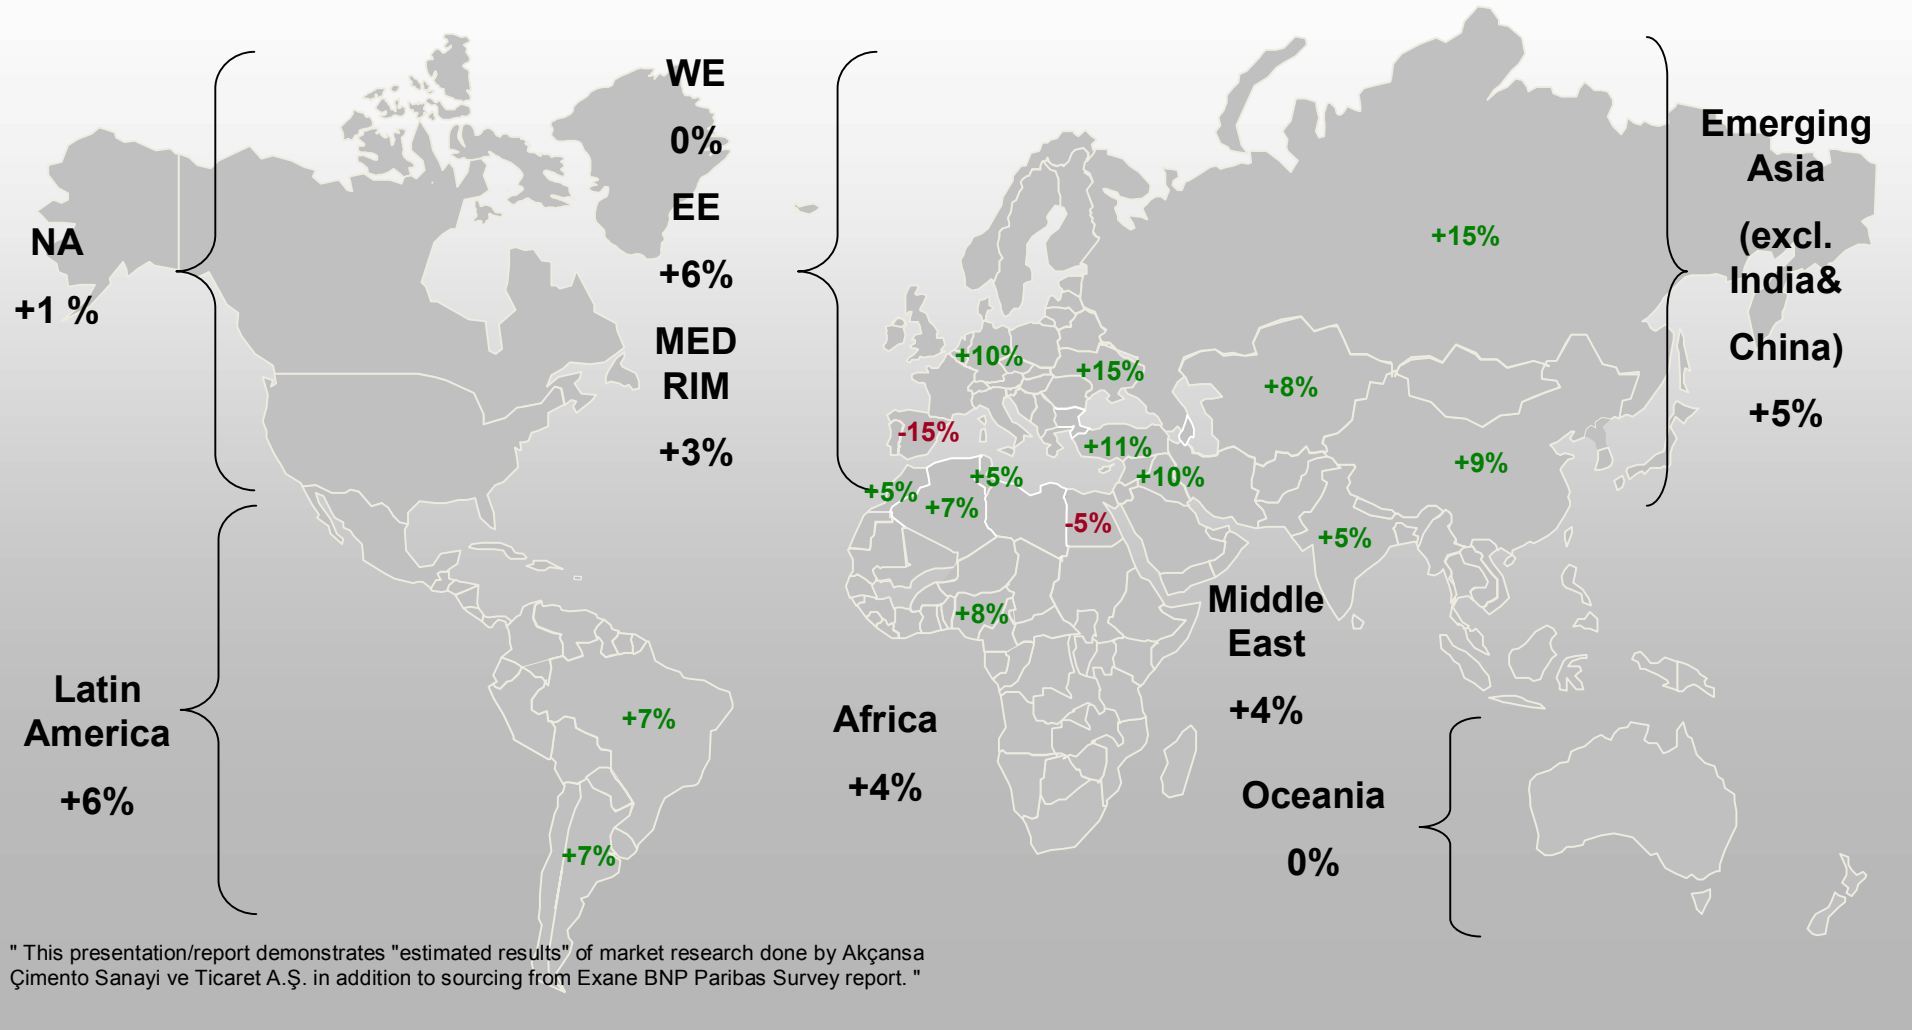 NA
+1 %
WE
0%
EE
+6%
MED
RIM
+3%
Emerging
Asia
(excl.
India&
China)
+5%
+15%
+10%
+15%
+8%
-15%
+11%
+9%
+5%
+10%
+5%
+7%
-5%
+5%
+8%
Middle
East
+4%
Latin
America
+6%
+7%
Africa
+4%
Oceania
0%
+7%
" This presentation/report demonstrates "estimated results" of market research done by Akçansa
Çimento Sanayi ve Ticaret A.Ş. in addition to sourcing from Exane BNP Paribas Survey report. "